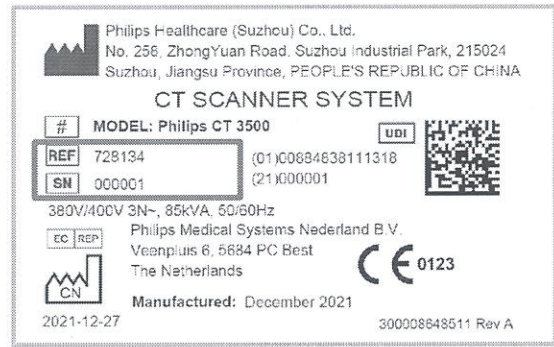 Philips Healthcare (Suzhou) Co., Ltd.
No. 258, ZhongYuan Road, Suzhou Industrial Park, 215024
Suzhou, Jiangsu Province, PEOPLE'S REPUBLIC OF CHINA
CT SCANNER SYSTEM
# MODEL: Philips CT 3500
UDI
REF 728134 (01)00884838111318
SN 000001 (21)000001
380V/400V 3N~, 85kVA, 50/60Hz
EC REP Philips Medical Systems Nederland B.V.
Veenpluis 6, 5684 PC Best
The Netherlands
CE 0123
CN
Manufactured: December 2021
2021-12-27
300008648511 Rev A